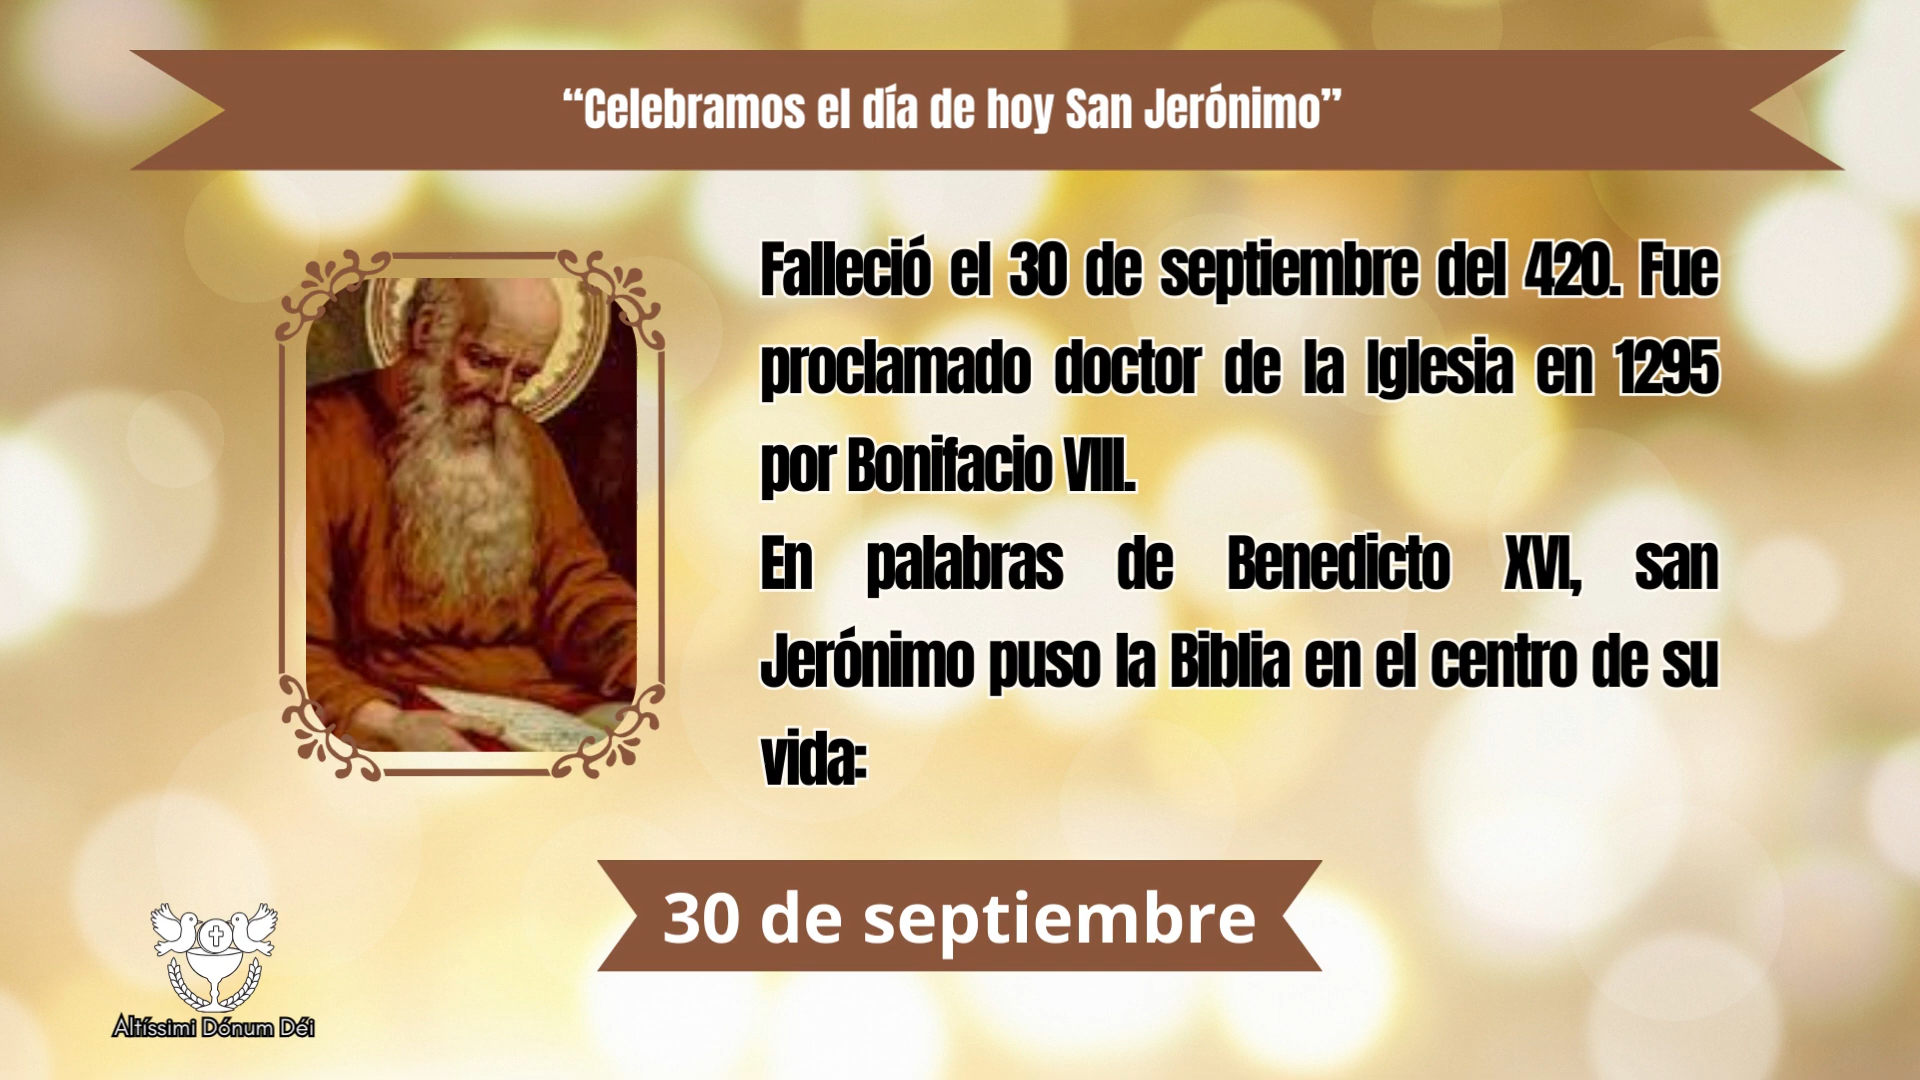 “Celebramos el día de hoy San Jerónimo”
Falleció el 30 de septiembre del 420. Fue
proclamado doctor de la Iglesia en 1295
por Bonifacio VIII.
En palabras de Benedicto XVI, san
Jerónimo puso la Biblia en el centro de su
vida:
30 de septiembre
Altíssimi Dónum Déi